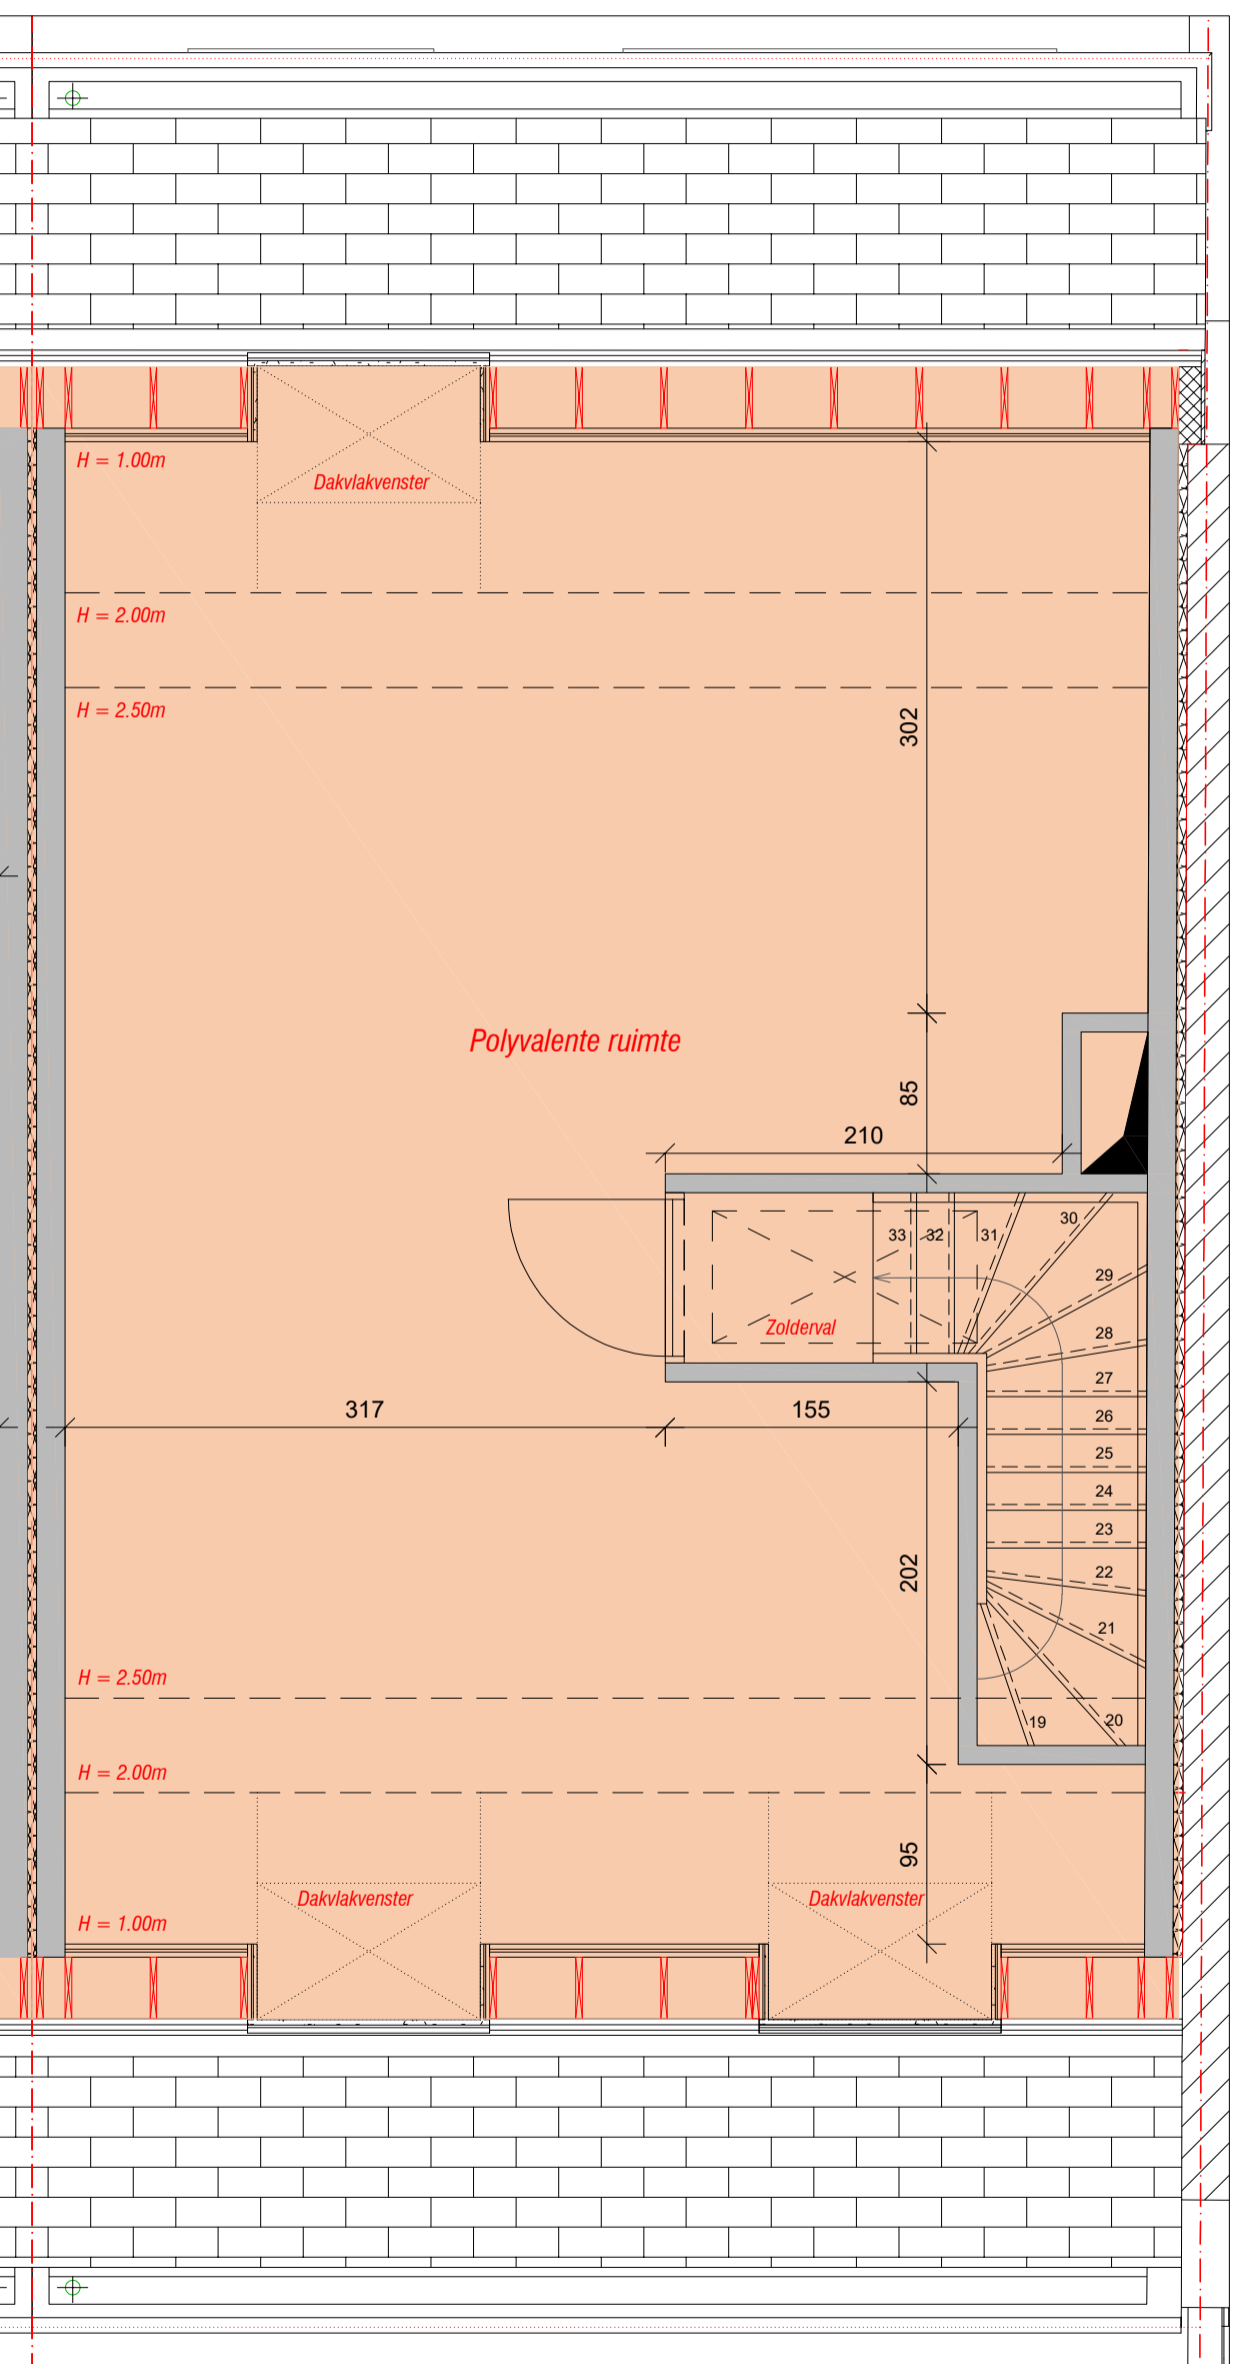 H = 1.00m
Dakvlakvenster
H = 2.00m
H = 2.50m
302
Polyvalente ruimte
85
210
33 32 31 30
29
Zolderval
28
27
317
155
26
25
24
23
202
22
21
H = 2.50m
19 20
H = 2.00m
95
Dakvlakvenster
Dakvlakvenster
H = 1.00m